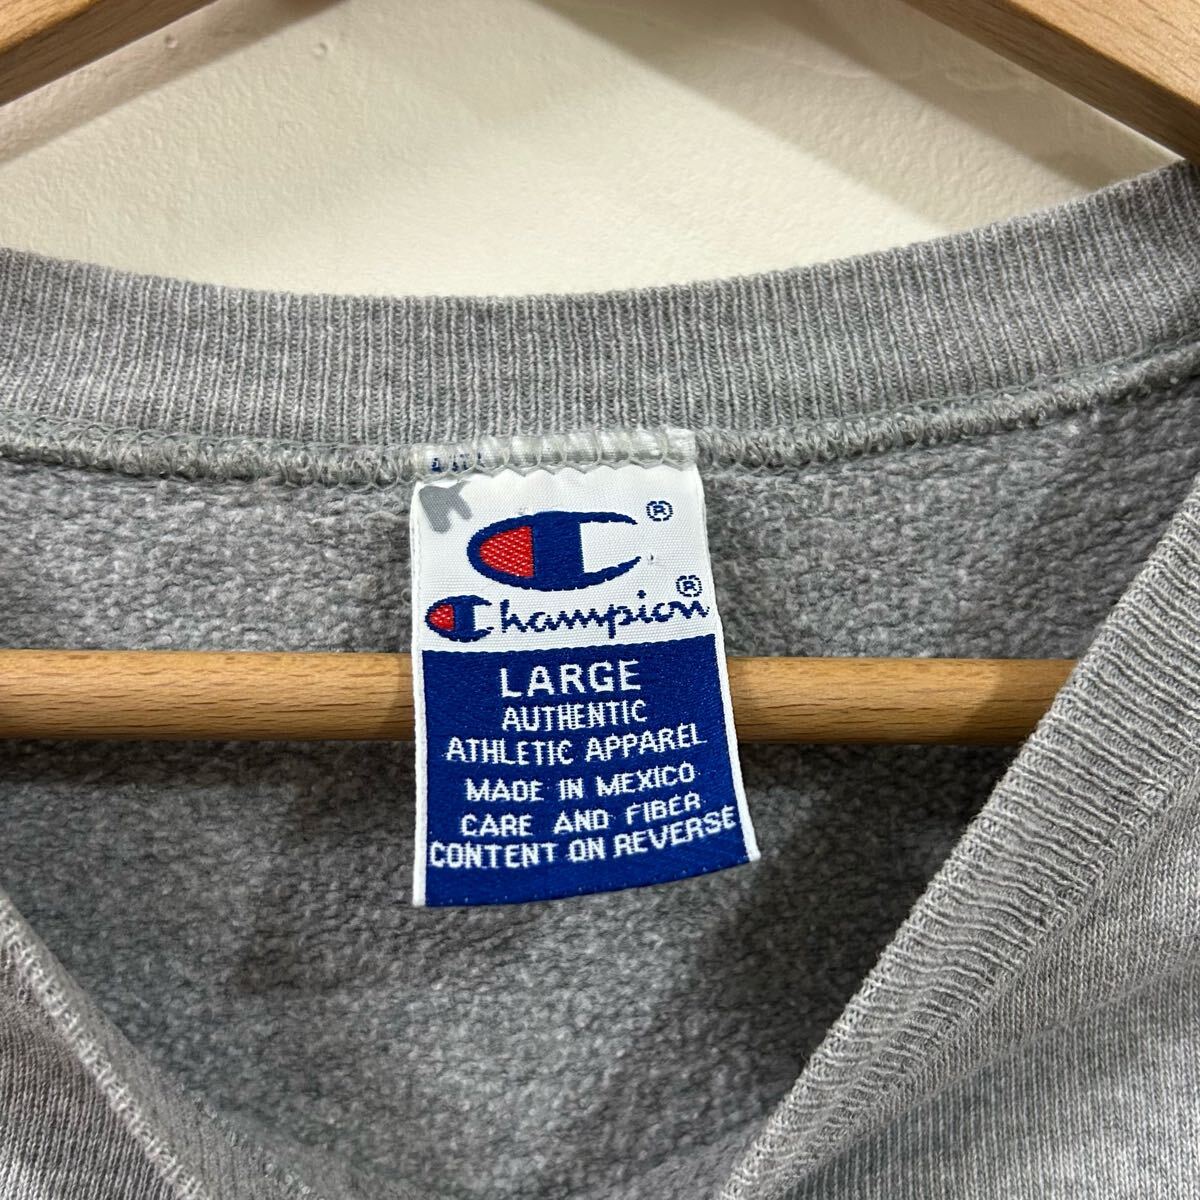 ®
Champion®
LARGE
AUTHENTIC
ATHLETIC APPAREL
MADE IN MEXICO
CARE AND FIBER
CONTENT ON REVERSE